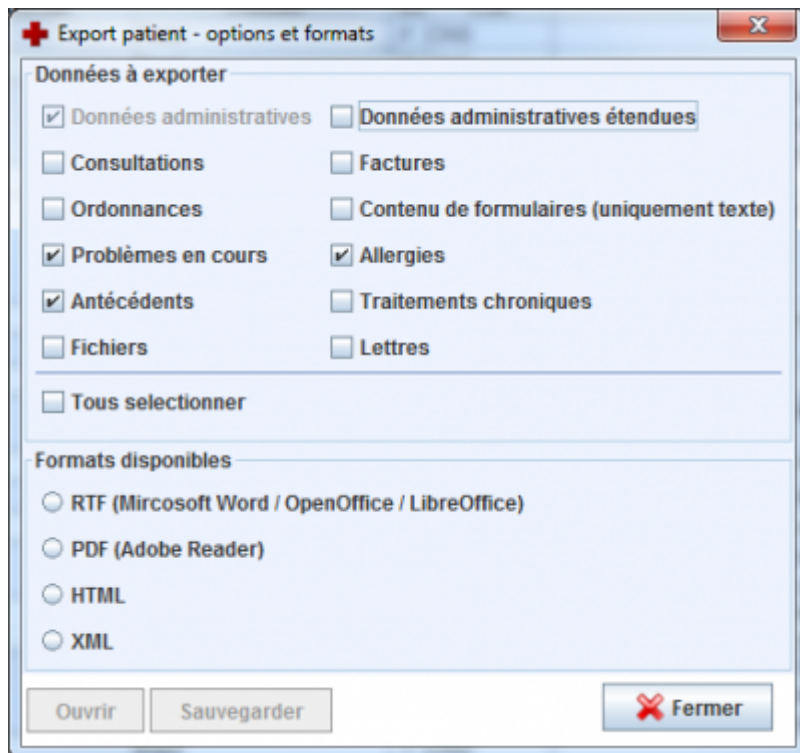 Export patient - options et formats
Données à exporter
Données administratives Données administratives étendues
Consultations Factures
Ordonnances Contenu de formulaires (uniquement texte)
Problèmes en cours Allergies
Antécédents Traitements chroniques
Fichiers Lettres
Tous selectionner
Formats disponibles
RTF (Mircosoft Word / OpenOffice / LibreOffice)
PDF (Adobe Reader)
HTML
XML
Ouvrir Sauvegarder Fermer